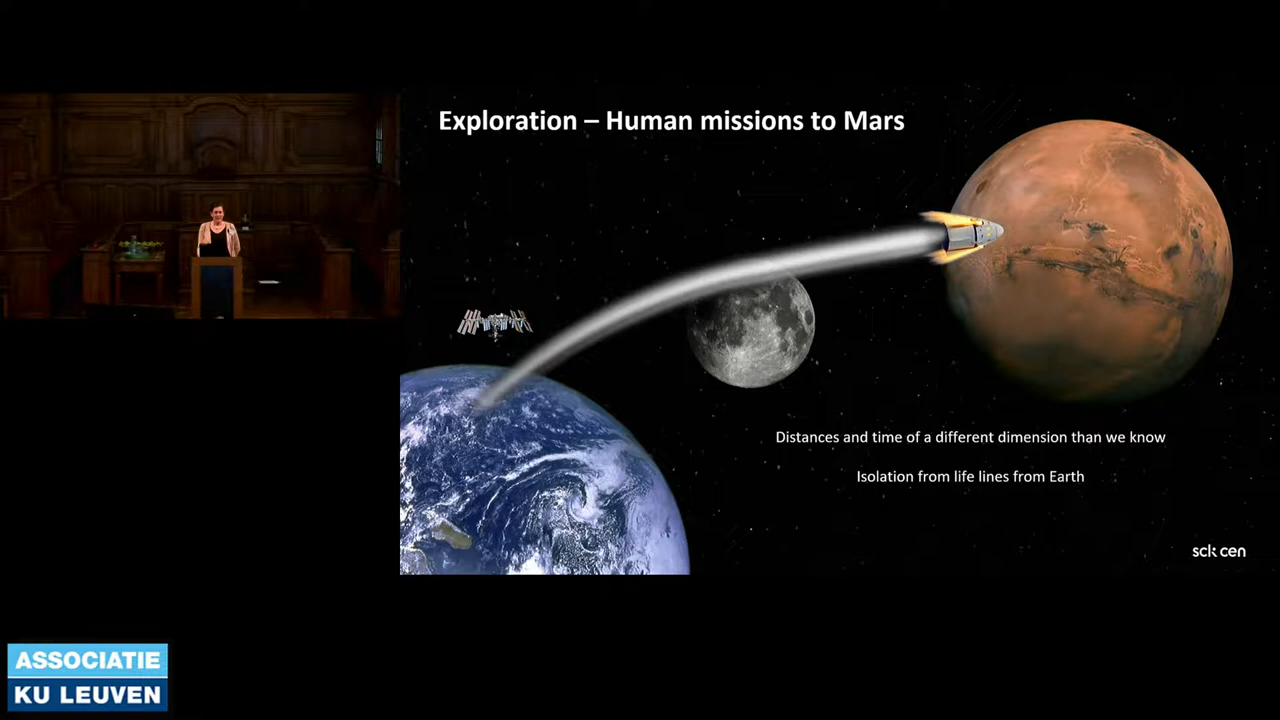 Exploration – Human missions to Mars
Distances and time of a different dimension than we know
Isolation from life lines from Earth
sck cen
ASSOCIATIE
KU LEUVEN